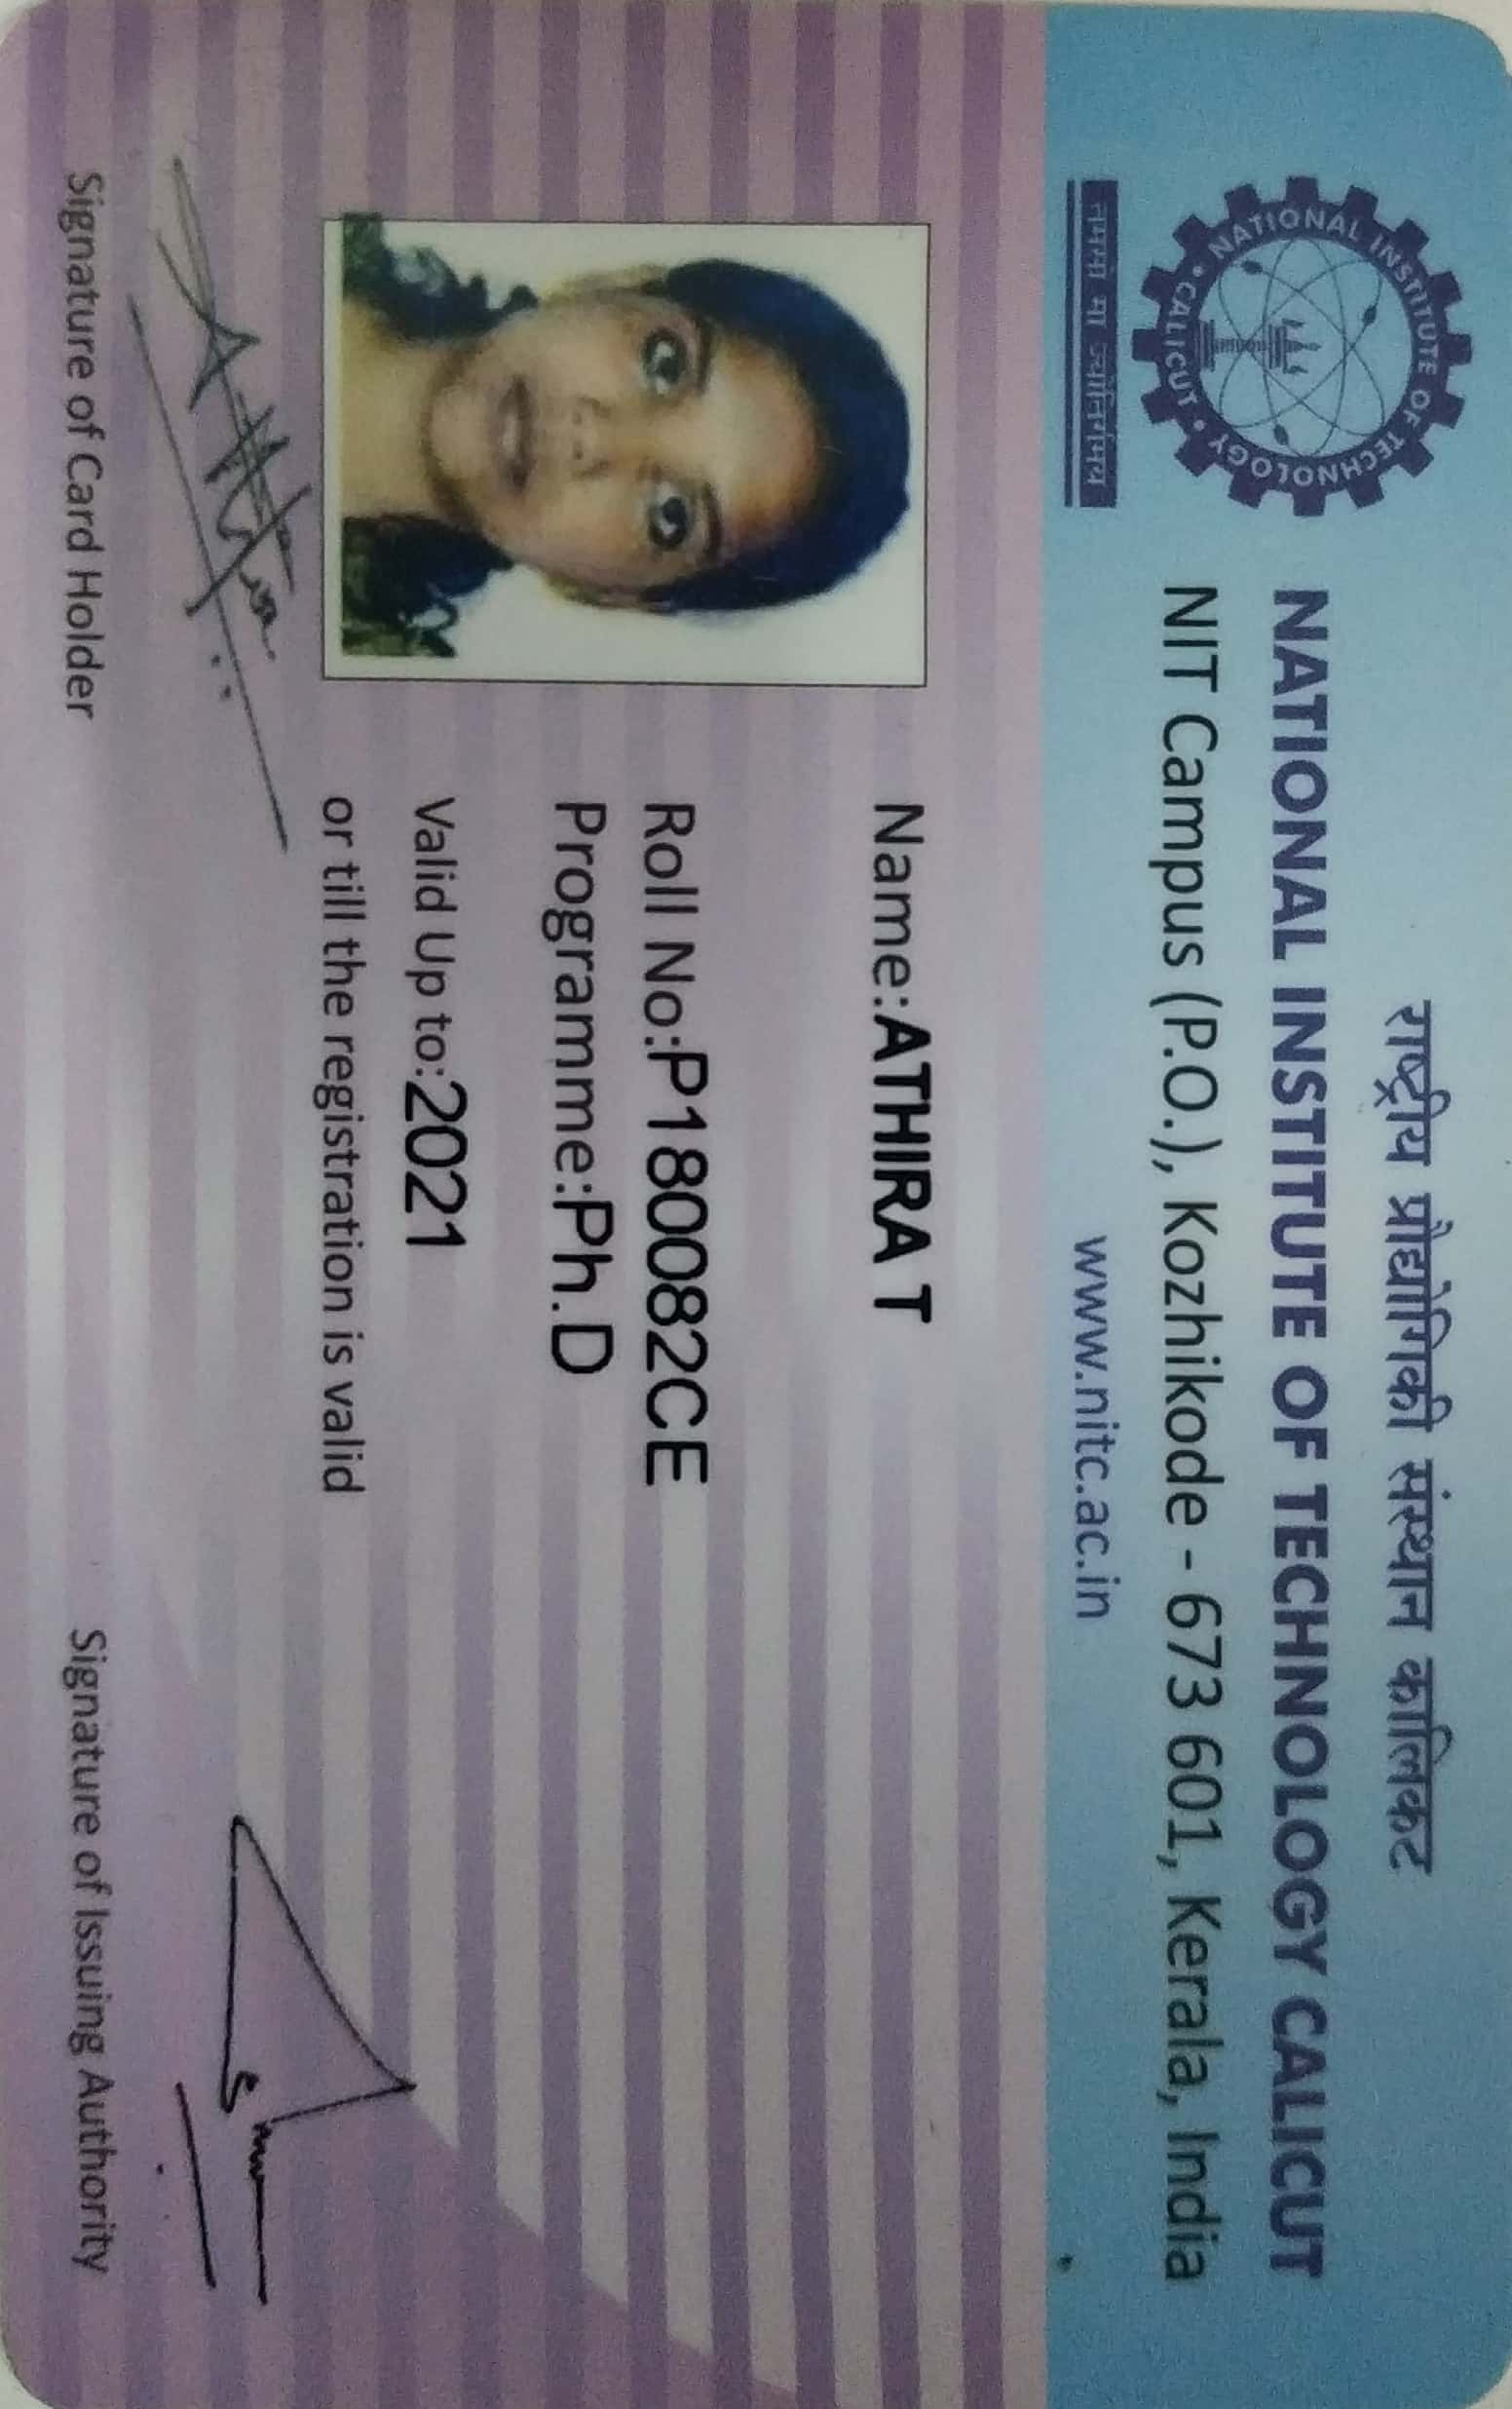 राष्ट्रीय प्रौद्योगिकी संस्थान कालिकट
NATIONAL INSTITUTE OF TECHNOLOGY CALICUT
NIT Campus (P.O.), Kozhikode - 673 601, Kerala, India
www.nitc.ac.in
NATIONAL INSTITUTE OF TECHNOLOGY
• CALICUT •
तमसो मा ज्योतिर्गमय
Name:ATHIRA T
Roll No:P180082CE
Programme:Ph.D
Valid Up to:2021
or till the registration is valid
Signature of Card Holder
Signature of Issuing Authority